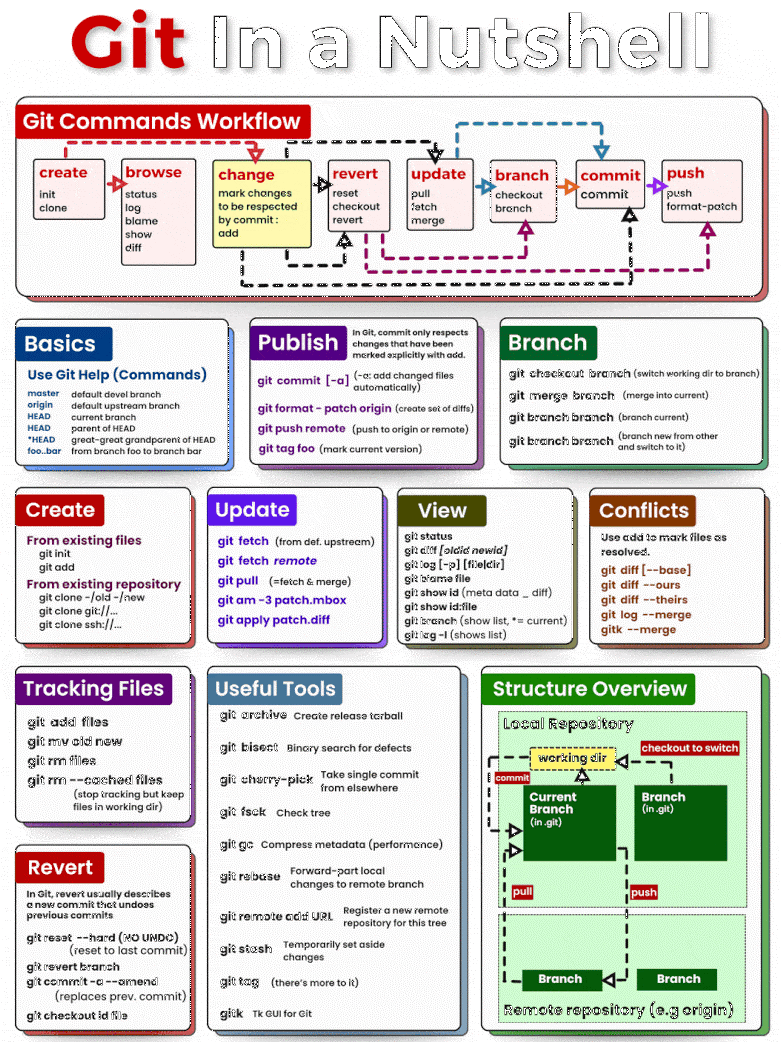 Git In a Nutshell
Git Commands Workflow
create
init
clone
browse
status
log
blame
show
diff
change
mark changes
to be respected
by commit :
add
revert
reset
checkout
revert
update
pull
fetch
merge
branch
checkout
branch
commit
commit
push
push
format-patch
Basics
Use Git Help (Commands)
master default devel branch
origin default upstream branch
HEAD current branch
HEAD parent of HEAD
*HEAD great-great grandparent of HEAD
foo..bar from branch foo to branch bar
Publish
In Git, commit only respects
changes that have been
marked explicitly with add.
git commit [-a] (-a: add changed files
automatically)
git format - patch origin (create set of diffs)
git push remote (push to origin or remote)
git tag foo (mark current version)
Branch
git checkout branch (switch working dir to branch)
git merge branch (merge into current)
git branch branch (branch current)
git branch branch (branch new from other
and switch to it)
Create
From existing files
git init
git add
From existing repository
git clone ~/old ~/new
git clone git://...
git clone ssh://...
Update
git fetch (from def. upstream)
git fetch remote
git pull (=fetch & merge)
git am -3 patch.mbox
git apply patch.diff
View
git status
git diff [oldid newid]
git log [-p] [file|dir]
git blame file
git show id (meta data _ diff)
git show id:file
git branch (show list, *= current)
git tag -l (shows list)
Conflicts
Use add to mark files as
resolved.
git diff [--base]
git diff --ours
git diff --theirs
git log --merge
gitk --merge
Tracking Files
git add files
git mv old new
git rm files
git rm --cached files
(stop tracking but keep
files in working dir)
Revert
In Git, revert usually describes
a new commit that undoes
previous commits
git reset --hard (NO UNDO)
(reset to last commit)
git revert branch
git commit -a --amend
(replaces prev. commit)
git checkout id file
Useful Tools
git archive Create release tarball
git bisect Binary search for defects
git cherry-pick Take single commit
from elsewhere
git fsck Check tree
git gc Compress metadata (performance)
git rebase Forward-part local
changes to remote branch
git remote add URL Register a new remote
repository for this tree
git stash Temporarily set aside
changes
git tag (there's more to it)
gitk Tk GUI for Git
Structure Overview
Local Repository
working dir
checkout to switch
commit
Current
Branch
(in .git)
Branch
(in .git)
pull
push
Branch
Branch
Remote repository (e.g origin)